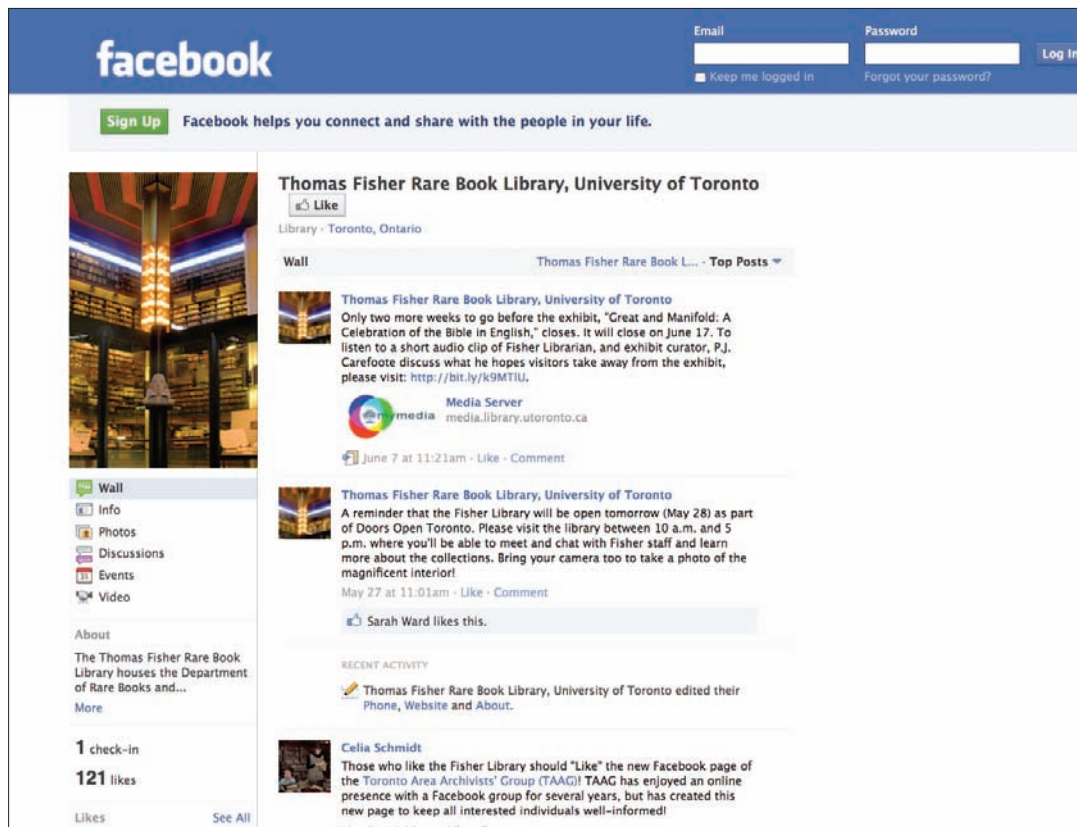 facebook
Email
Password
Keep me logged in
Forgot your password?
Log In
Sign Up
Facebook helps you connect and share with the people in your life.
Thomas Fisher Rare Book Library, University of Toronto
Like
Library · Toronto, Ontario
Wall
Thomas Fisher Rare Book L... · Top Posts
Thomas Fisher Rare Book Library, University of Toronto
Only two more weeks to go before the exhibit, "Great and Manifold: A
Celebration of the Bible in English," closes. It will close on June 17. To
listen to a short audio clip of Fisher Librarian, and exhibit curator, P.J.
Carefoote discuss what he hopes visitors take away from the exhibit,
please visit: http://bit.ly/k9MTIU.
mymedia
Media Server
media.library.utoronto.ca
June 7 at 11:21am · Like · Comment
Thomas Fisher Rare Book Library, University of Toronto
A reminder that the Fisher Library will be open tomorrow (May 28) as part
of Doors Open Toronto. Please visit the library between 10 a.m. and 5
p.m. where you'll be able to meet and chat with Fisher staff and learn
more about the collections. Bring your camera too to take a photo of the
magnificent interior!
May 27 at 11:01am · Like · Comment
Sarah Ward likes this.
RECENT ACTIVITY
Thomas Fisher Rare Book Library, University of Toronto edited their
Phone, Website and About.
Celia Schmidt
Those who like the Fisher Library should "Like" the new Facebook page of
the Toronto Area Archivists' Group (TAAG)! TAAG has enjoyed an online
presence with a Facebook group for several years, but has created this
new page to keep all interested individuals well-informed!
Wall
Info
Photos
Discussions
31
Events
Video
About
The Thomas Fisher Rare Book
Library houses the Department
of Rare Books and...
More
1 check-in
121 likes
Likes
See All